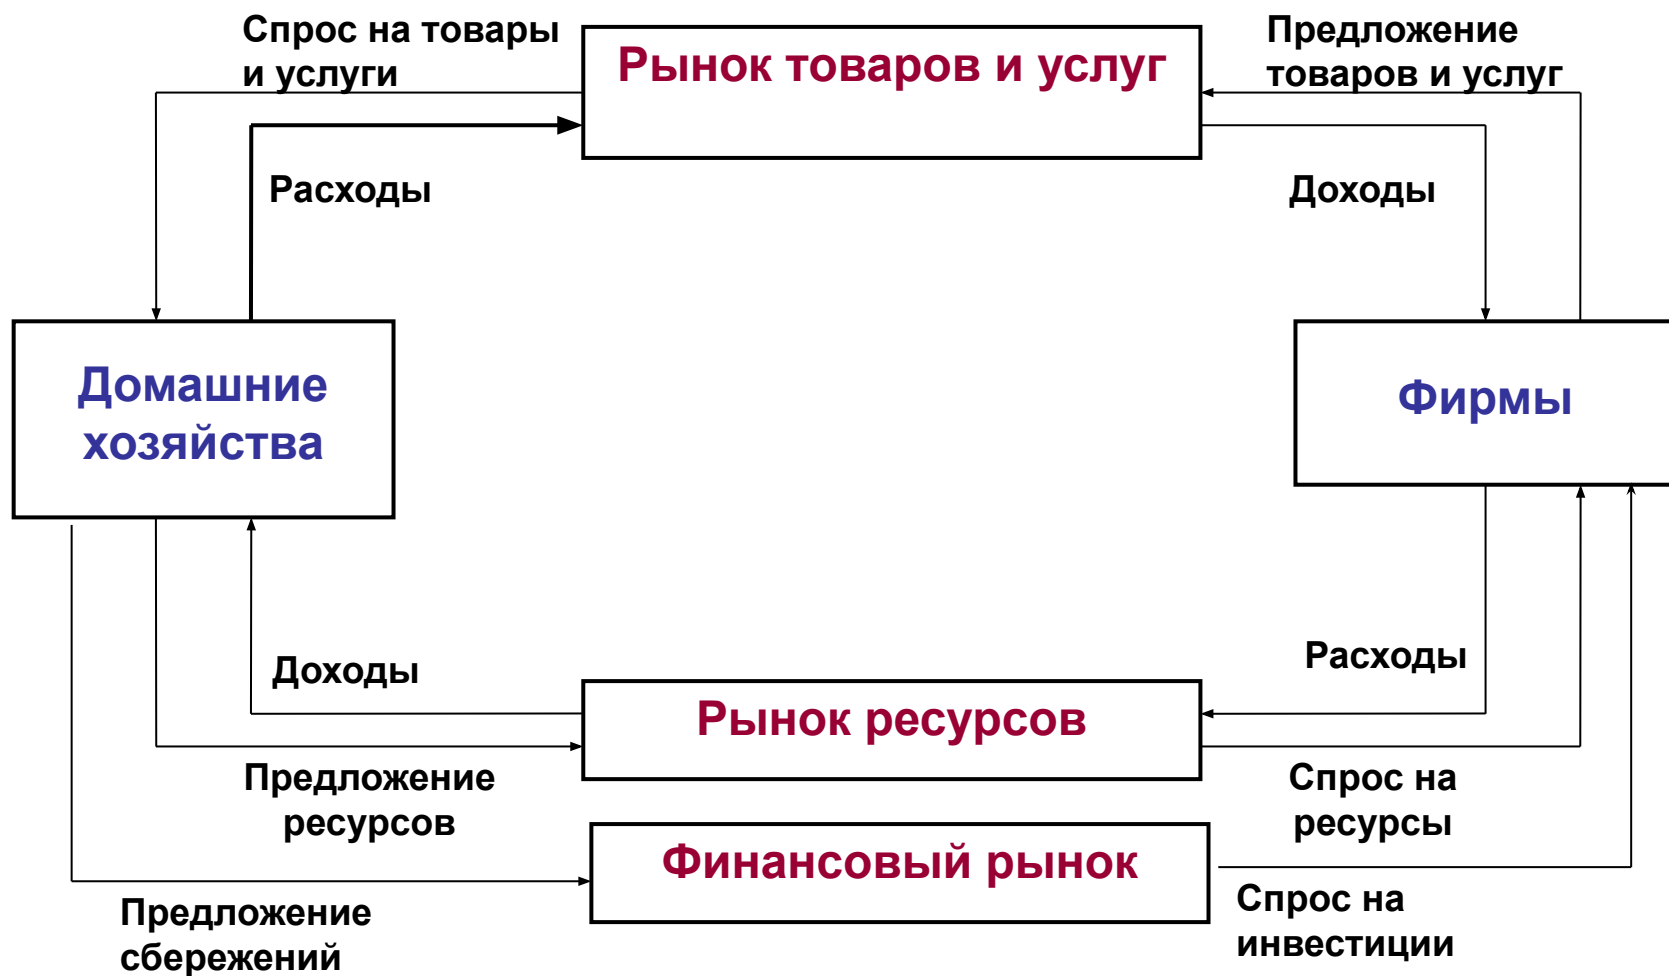 Спрос на товары
и услуги
Рынок товаров и услуг
Предложение
товаров и услуг
Расходы
Доходы
Домашние
хозяйства
Фирмы
Доходы
Расходы
Рынок ресурсов
Предложение
ресурсов
Спрос на
ресурсы
Финансовый рынок
Предложение
сбережений
Спрос на
инвестиции